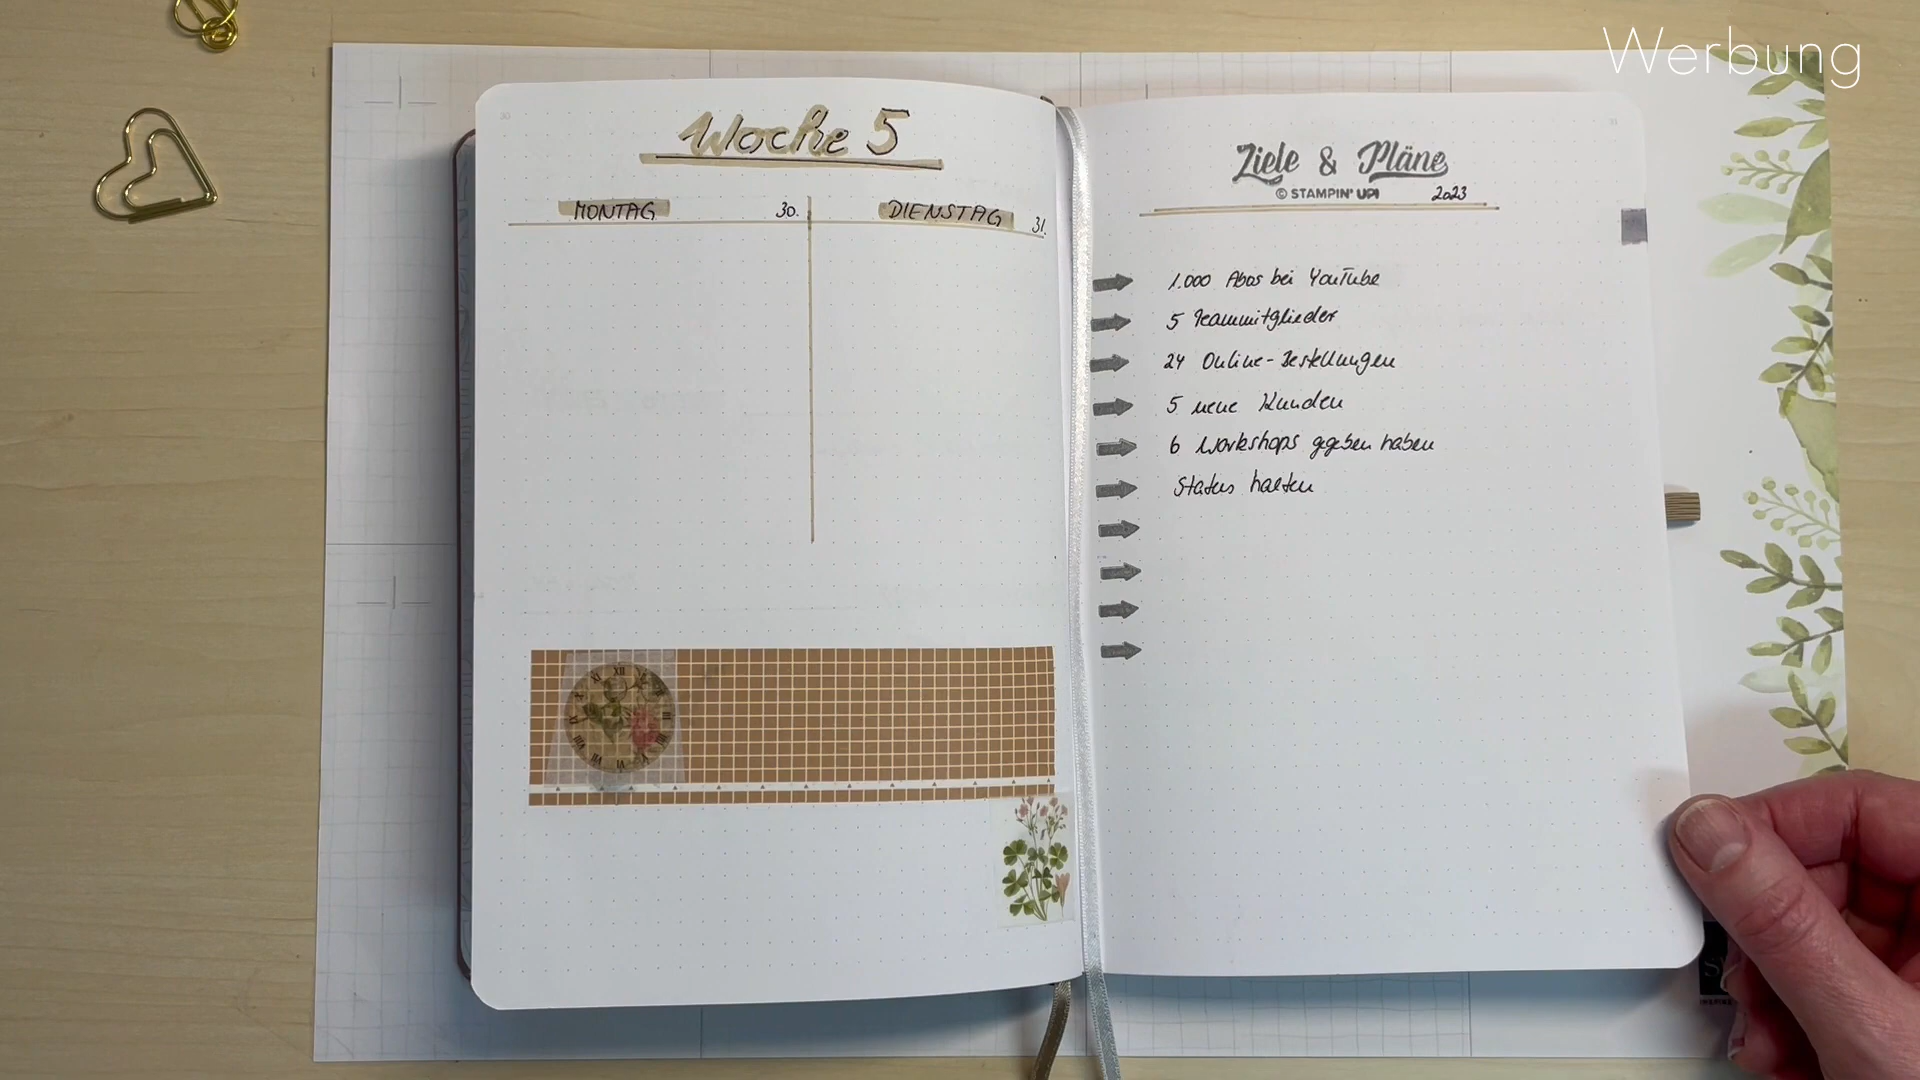 Werbung
Woche 5
MONTAG 30.
DIENSTAG 31.
Ziele & Pläne
© STAMPIN' UP!
2023
1.000 Abos bei YouTube
5 Teammitglieder
24 Online-Bestellungen
5 neue Kunden
6 Workshops gegeben haben
Status halten